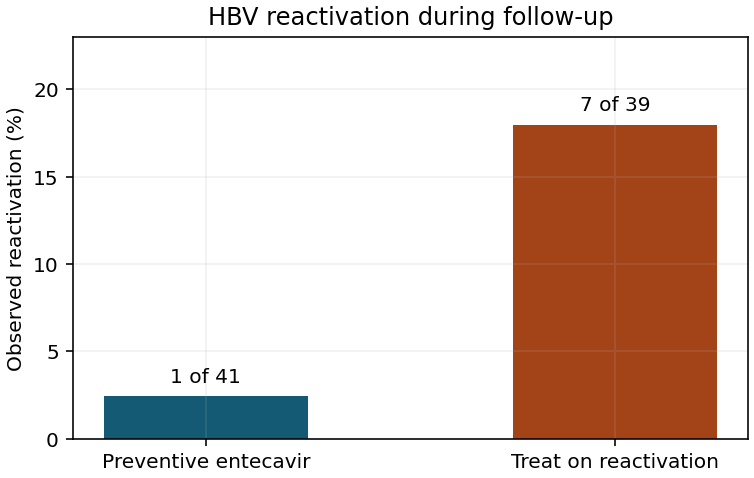 HBV reactivation during follow-up
Observed reactivation (%)
20
15
10
5
0
7 of 39
1 of 41
Preventive entecavir
Treat on reactivation